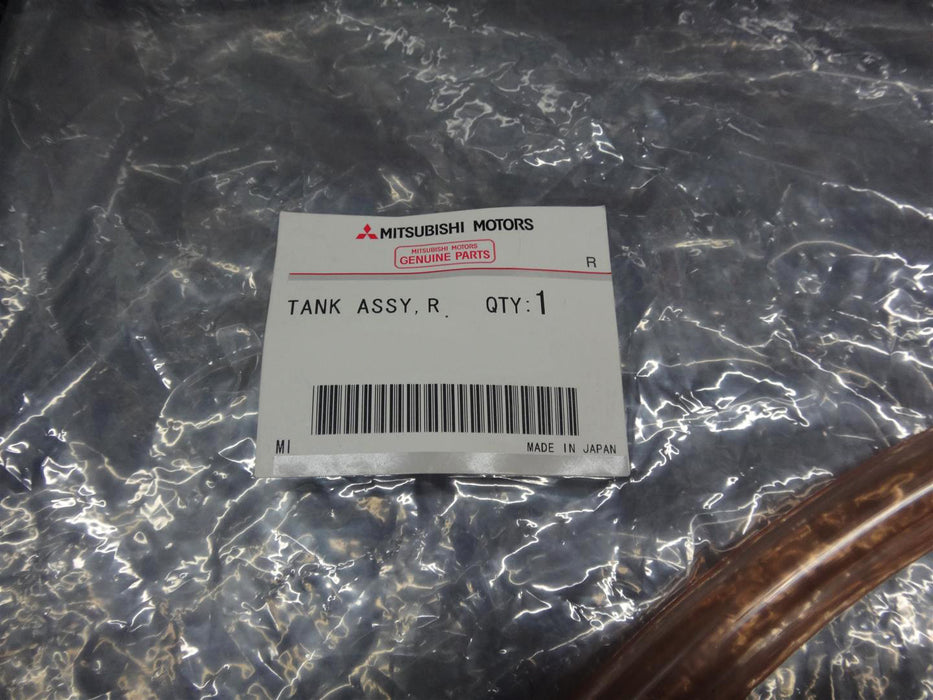 MITSUBISHI MOTORS
MITSUBISHI MOTORS
GENUINE PARTS
R
TANK ASSY,R. QTY:1
MI MADE IN JAPAN